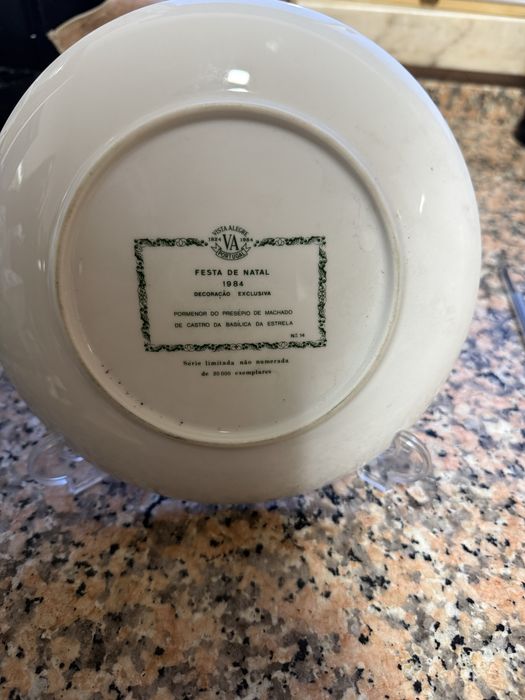 VISTA ALEGRE
1824 VA 1984
PORTUGAL
FESTA DE NATAL
1984
DECORAÇÃO EXCLUSIVA
PORMENOR DO PRESÉPIO DE MACHADO
DE CASTRO DA BASÍLICA DA ESTRELA
N.º 14
Série limitada não numerada
de 20 000 exemplares